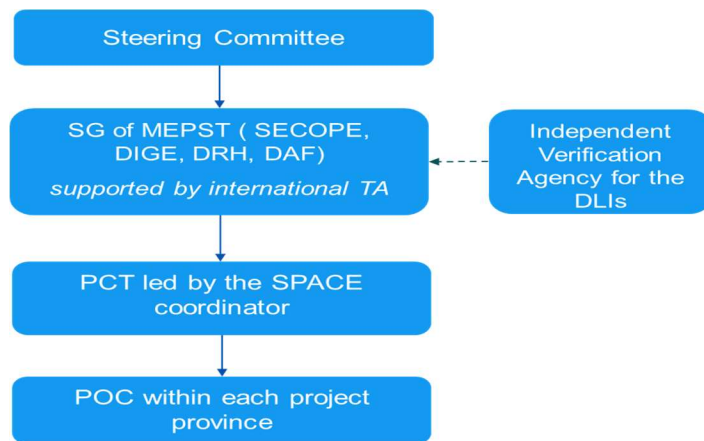 Steering Committee
SG of MEPST ( SECOPE,
DIGE, DRH, DAF)
supported by international TA
Independent
Verification
Agency for the
DLIs
PCT led by the SPACE
coordinator
POC within each project
province